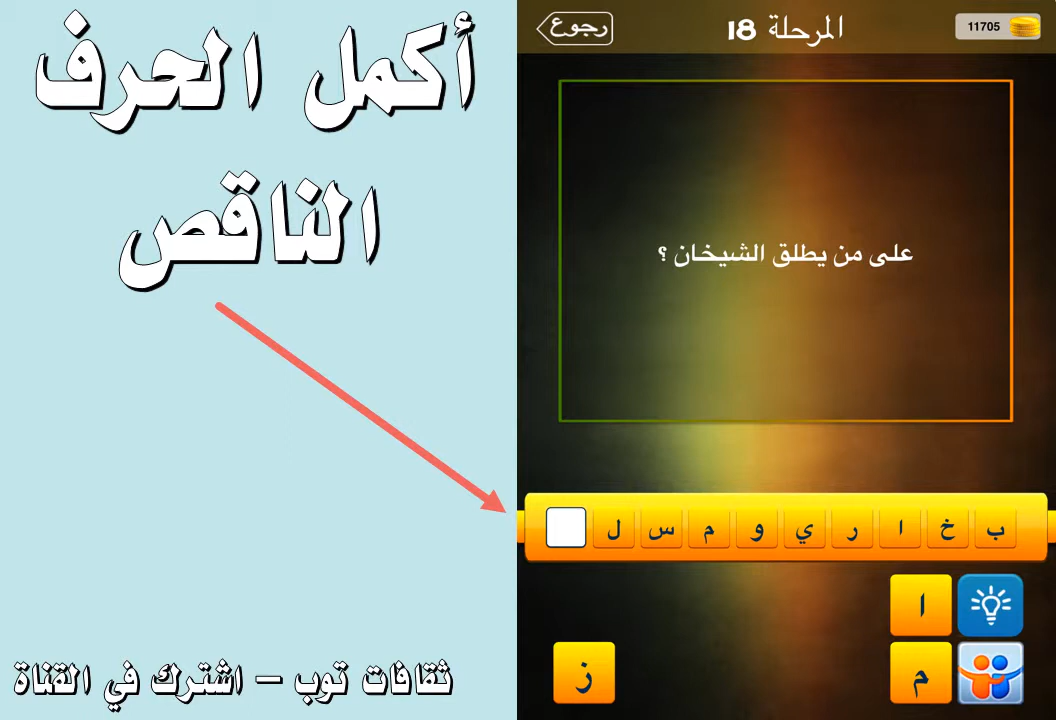 أكمل الحرف
الناقص
ثقافات توب – اشترك في القناة
رجوع
المرحلة 18
11705
على من يطلق الشيخان ؟
ب خ ا ر ي و م س ل
ا
ز
م